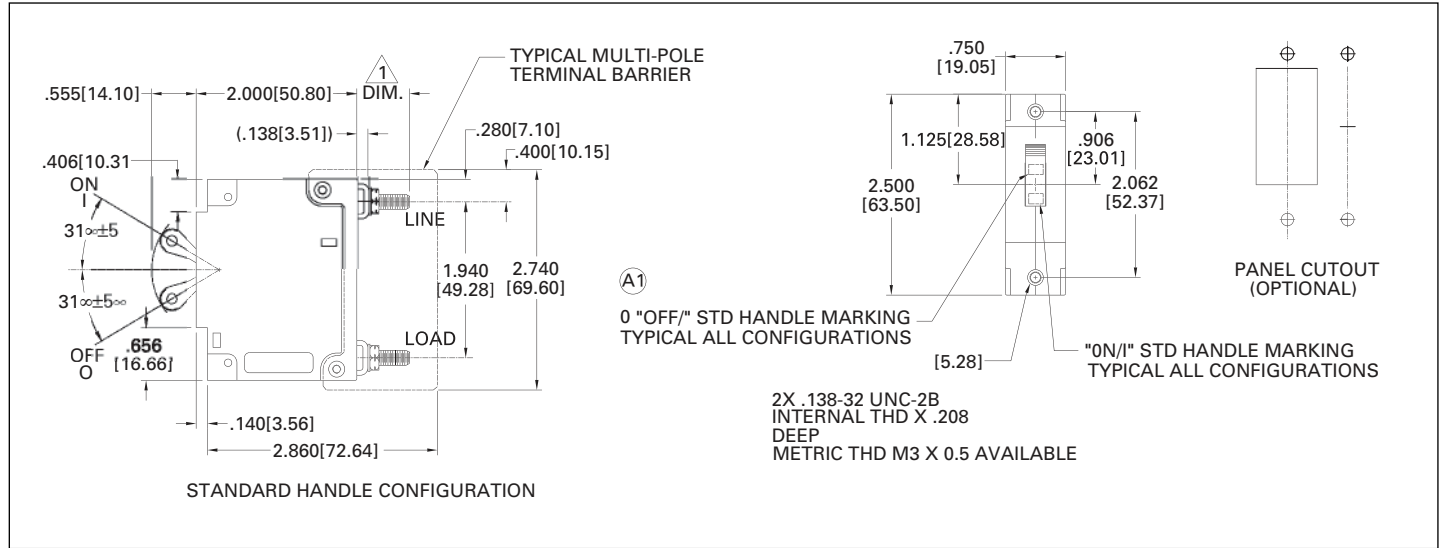 TYPICAL MULTI-POLE
TERMINAL BARRIER
1
DIM.
.555[14.10]
2.000[50.80]
(.138[3.51])
.280[7.10]
.400[10.15]
.406[10.31
ON
I
31∞±5
31∞±5∞
OFF
O
.656
[16.66]
LINE
LOAD
1.940
[49.28]
2.740
[69.60]
.140[3.56]
2.860[72.64]
STANDARD HANDLE CONFIGURATION
A1
0 "OFF/" STD HANDLE MARKING
TYPICAL ALL CONFIGURATIONS
.750
[19.05]
1.125[28.58]
.906
[23.01]
2.500
[63.50]
2.062
[52.37]
[5.28]
"0N/I" STD HANDLE MARKING
TYPICAL ALL CONFIGURATIONS
2X .138-32 UNC-2B
INTERNAL THD X .208
DEEP
METRIC THD M3 X 0.5 AVAILABLE
PANEL CUTOUT
(OPTIONAL)